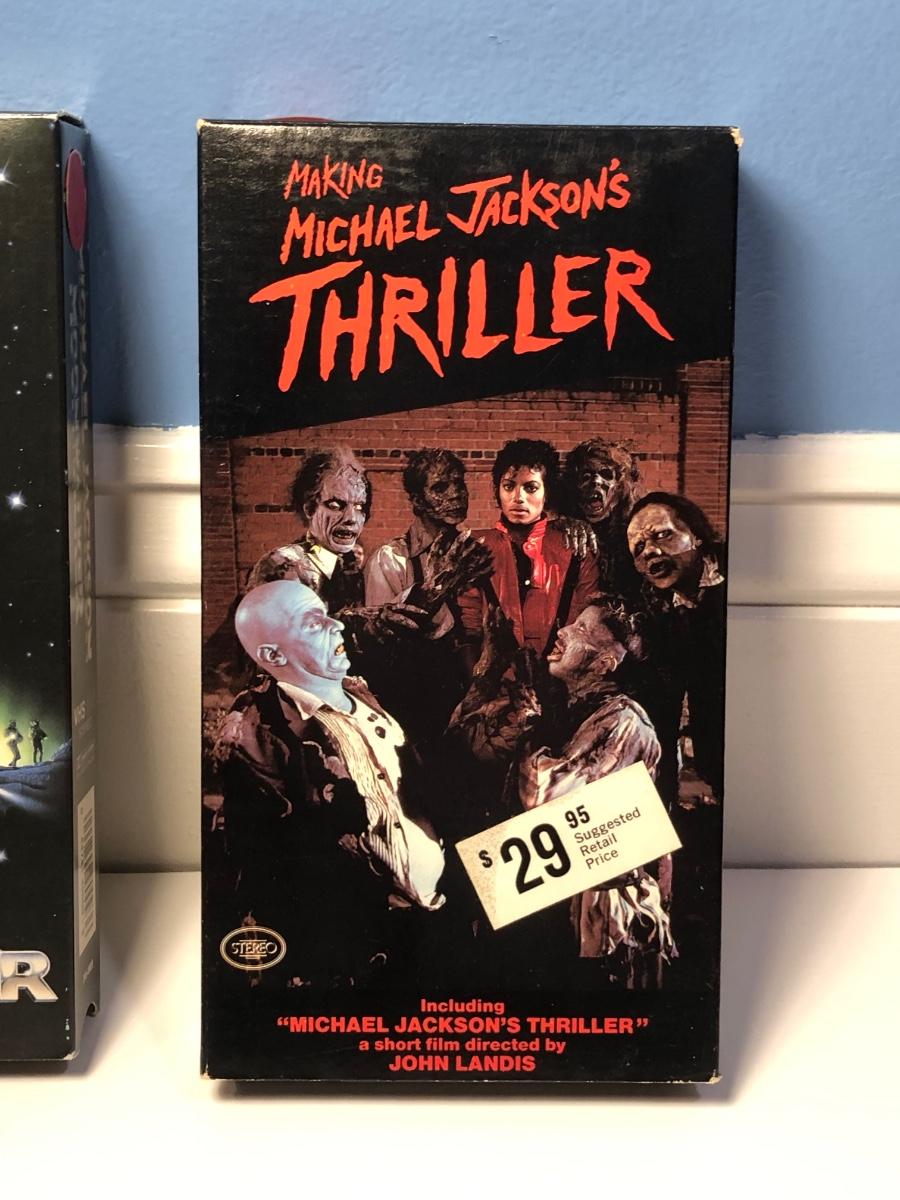 MAKING
MICHAEL JACKSON'S
THRILLER
$29.95
Suggested
Retail
Price
STEREO
Including
“MICHAEL JACKSON'S THRILLER”
a short film directed by
JOHN LANDIS
VHS
R